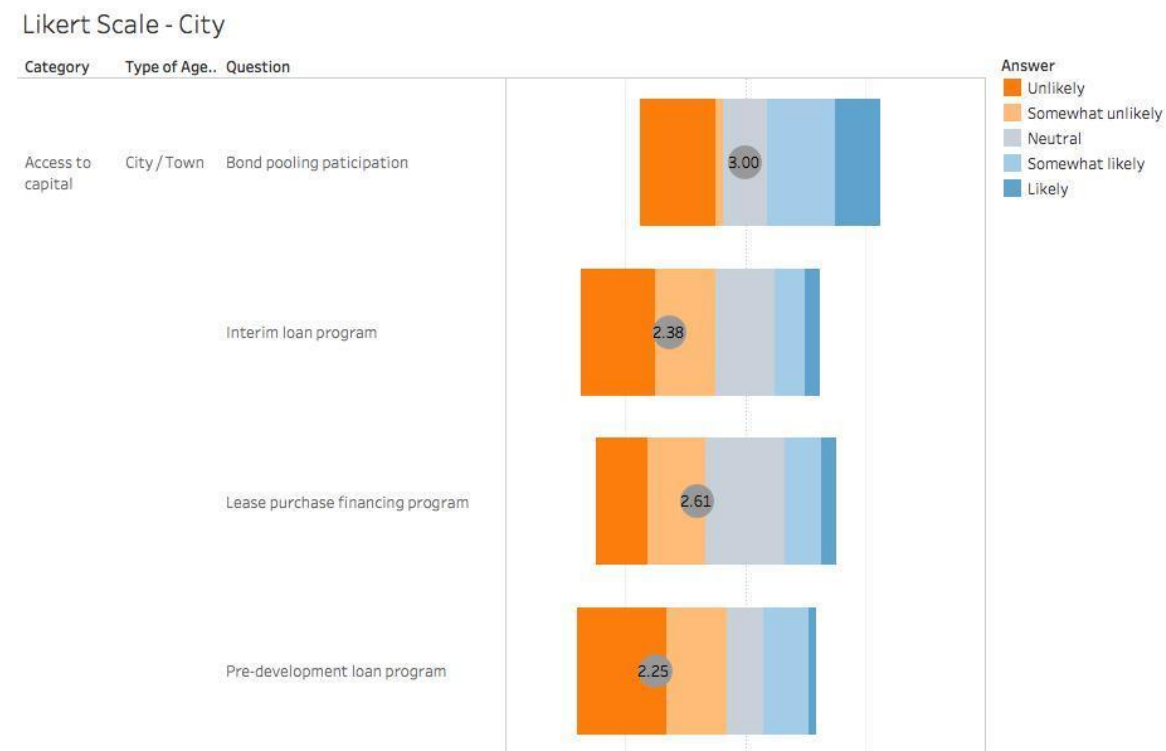 Likert Scale - City
Category Type of Age.. Question
Answer
Unlikely
Somewhat unlikely
Neutral
Somewhat likely
Likely
Access to
capital
City / Town
Bond pooling paticipation
3.00
Interim loan program
2.38
Lease purchase financing program
2.61
Pre-development loan program
2.25